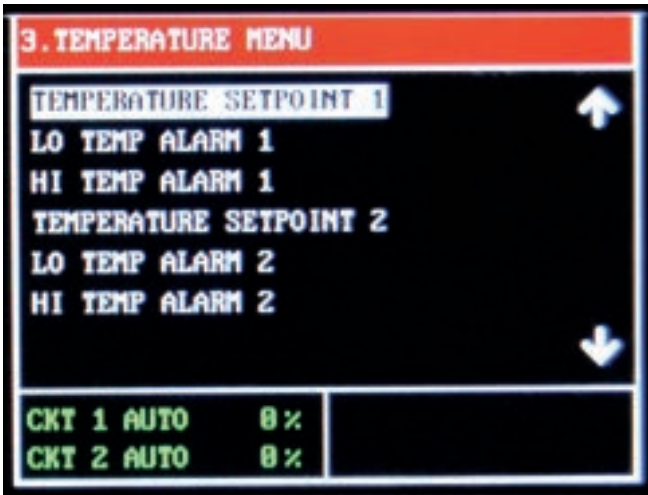 3.TEMPERATURE MENU
TEMPERATURE SETPOINT 1
LO TEMP ALARM 1
HI TEMP ALARM 1
TEMPERATURE SETPOINT 2
LO TEMP ALARM 2
HI TEMP ALARM 2
CKT 1 AUTO 0%
CKT 2 AUTO 0%